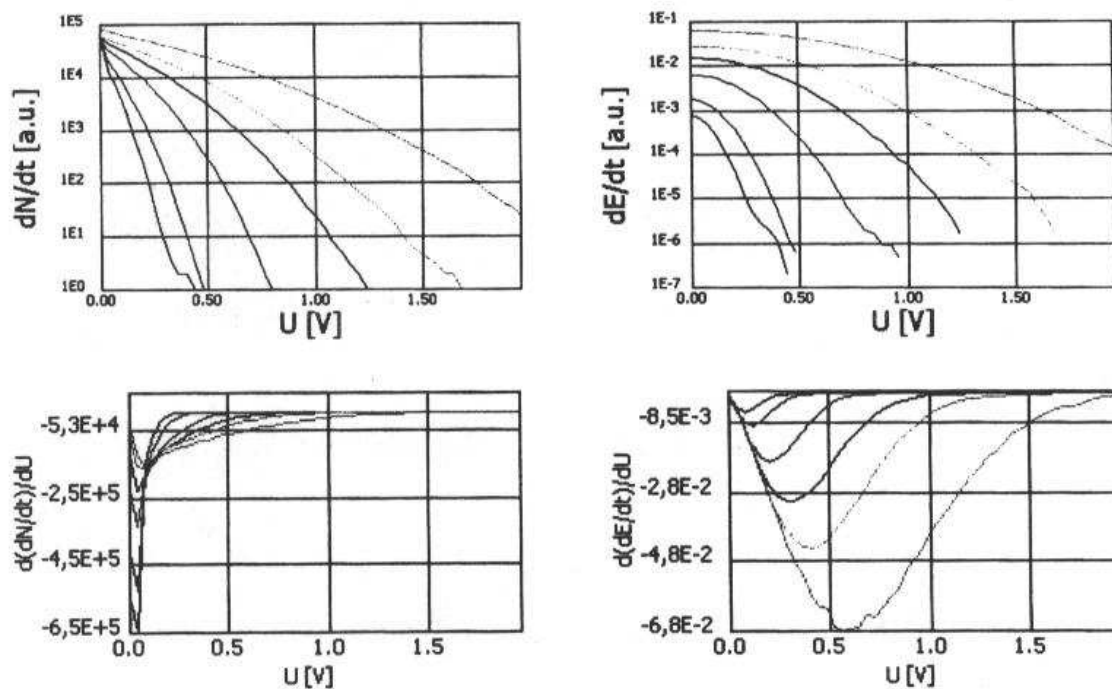 dN/dt [a.u.]
1E5
1E4
1E3
1E2
1E1
1E0
0.00 0.50 1.00 1.50
U [V]
dE/dt [a.u.]
1E-1
1E-2
1E-3
1E-4
1E-5
1E-6
1E-7
0.00 0.50 1.00 1.50
U [V]
d(dN/dt)/dU
-5,3E+4
-2,5E+5
-4,5E+5
-6,5E+5
0.0 0.5 1.0 1.5
U [V]
d(dE/dt)/dU
-8,5E-3
-2,8E-2
-4,8E-2
-6,8E-2
0.0 0.5 1.0 1.5
U [V]